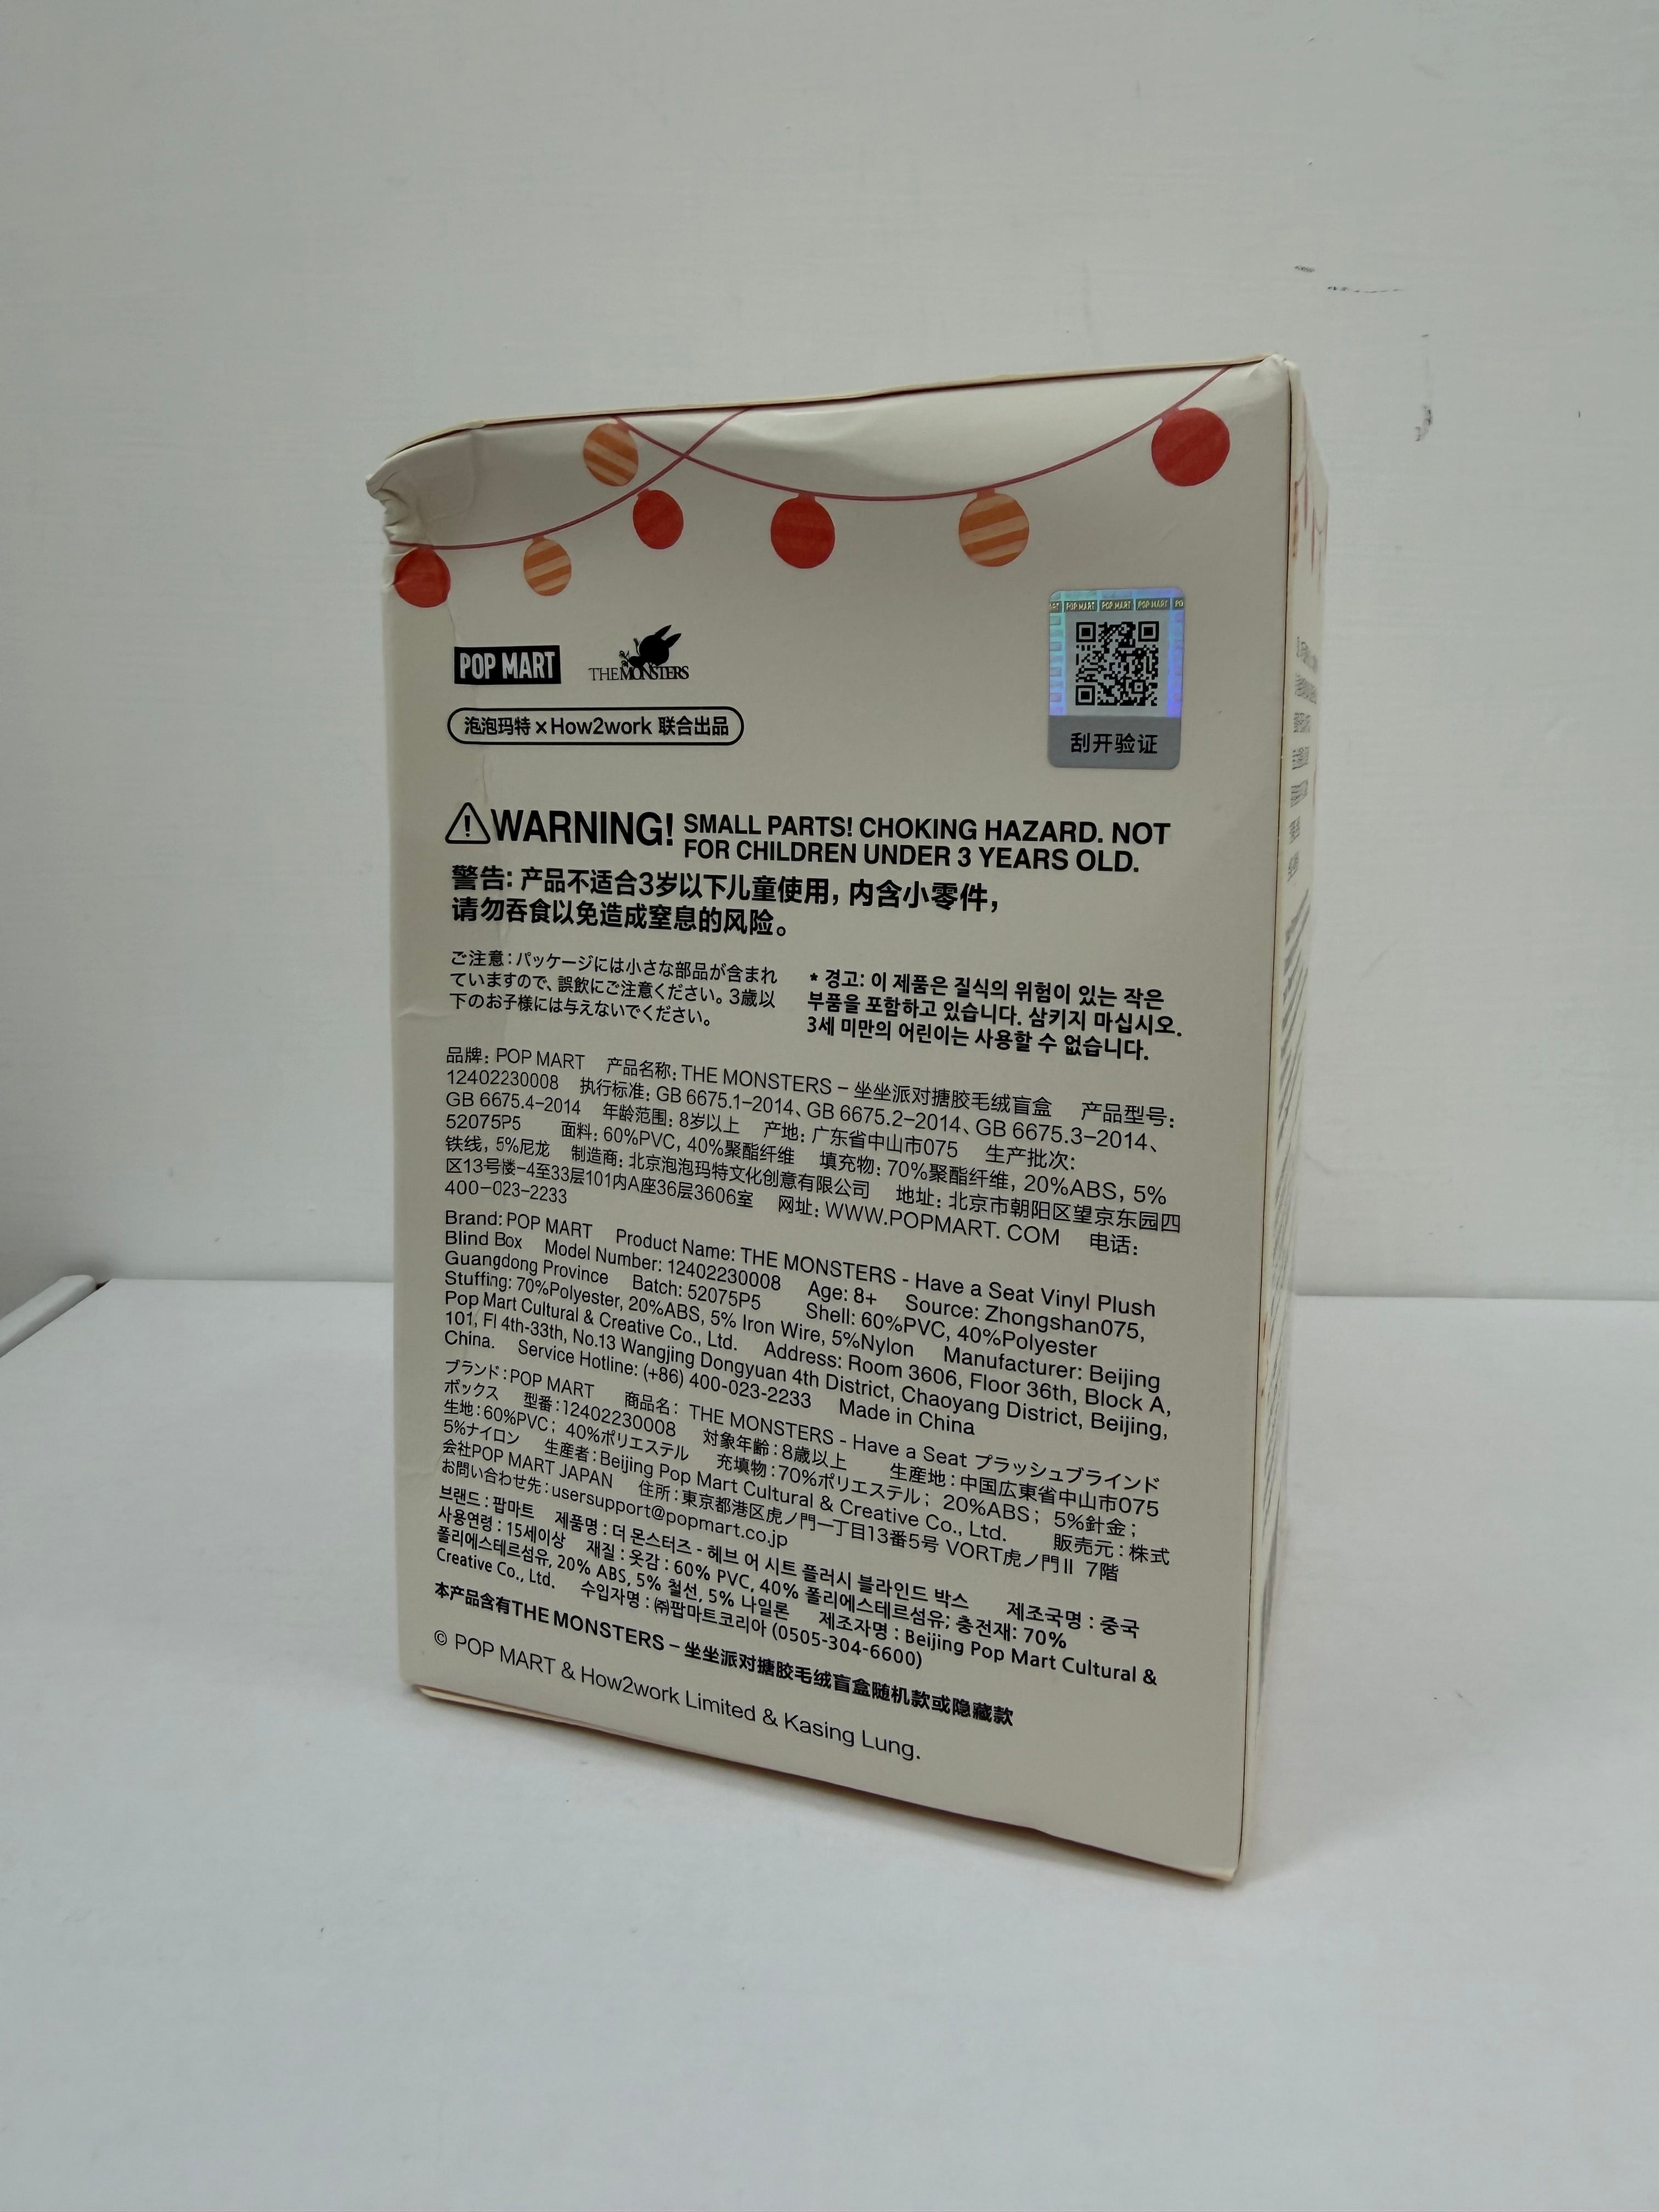 POP MART
THE MONSTERS
泡泡玛特×How2work 联合出品
POP MART POP MART POP MART
刮开验证
WARNING! SMALL PARTS! CHOKING HAZARD. NOT
FOR CHILDREN UNDER 3 YEARS OLD.
警告: 产品不适合3岁以下儿童使用, 内含小零件,
请勿吞食以免造成窒息的风险。
ご注意:パッケージには小さな部品が含まれ
ていますので、誤飲にご注意ください。3歳以
下のお子様には与えないでください。
* 경고: 이 제품은 질식의 위험이 있는 작은
부품을 포함하고 있습니다. 삼키지 마십시오.
3세 미만의 어린이는 사용할 수 없습니다.
品牌: POP MART 产品名称: THE MONSTERS – 坐坐派对搪胶毛绒盲盒 产品型号:
12402230008 执行标准: GB 6675.1–2014、GB 6675.2–2014、GB 6675.3–2014、
GB 6675.4–2014 年龄范围: 8岁以上 产地: 广东省中山市075 生产批次:
52075P5 面料: 60%PVC, 40%聚酯纤维 填充物: 70%聚酯纤维, 20%ABS, 5%
铁线, 5%尼龙 制造商: 北京泡泡玛特文化创意有限公司 地址: 北京市朝阳区望京东园四
区13号楼–4至33层101内A座36层3606室 网址: WWW.POPMART. COM 电话:
400–023–2233
Brand: POP MART Product Name: THE MONSTERS - Have a Seat Vinyl Plush
Blind Box Model Number: 12402230008 Age: 8+ Source: Zhongshan075,
Guangdong Province Batch: 52075P5 Shell: 60%PVC, 40%Polyester
Stuffing: 70%Polyester, 20%ABS, 5% Iron Wire, 5%Nylon Manufacturer: Beijing
Pop Mart Cultural & Creative Co., Ltd. Address: Room 3606, Floor 36th, Block A,
101, Fl 4th-33th, No.13 Wangjing Dongyuan 4th District, Chaoyang District, Beijing,
China. Service Hotline: (+86) 400-023-2233 Made in China
ブランド:POP MART 商品名: THE MONSTERS - Have a Seat プラッシュブラインド
ボックス 型番:12402230008 対象年齢:8歳以上 生産地:中国広東省中山市075
生地:60%PVC; 40%ポリエステル 充填物:70%ポリエステル; 20%ABS; 5%針金;
5%ナイロン 生産者:Beijing Pop Mart Cultural & Creative Co., Ltd. 販売元:株式
会社POP MART JAPAN 住所:東京都港区虎ノ門一丁目13番5号 VORT虎ノ門Ⅱ 7階
お問い合わせ先:usersupport@popmart.co.jp
브랜드 : 팝마트 제품명 : 더 몬스터즈 - 헤브 어 시트 플러시 블라인드 박스 제조국명 : 중국
사용연령 : 15세이상 재질 : 옷감 : 60% PVC, 40% 폴리에스테르섬유; 충전재: 70%
폴리에스테르섬유, 20% ABS, 5% 철선, 5% 나일론 제조자명 : Beijing Pop Mart Cultural &
Creative Co., Ltd. 수입자명 : ㈜팝마트코리아 (0505-304-6600)
本产品含有THE MONSTERS – 坐坐派对搪胶毛绒盲盒随机款或隐藏款
© POP MART & How2work Limited & Kasing Lung.